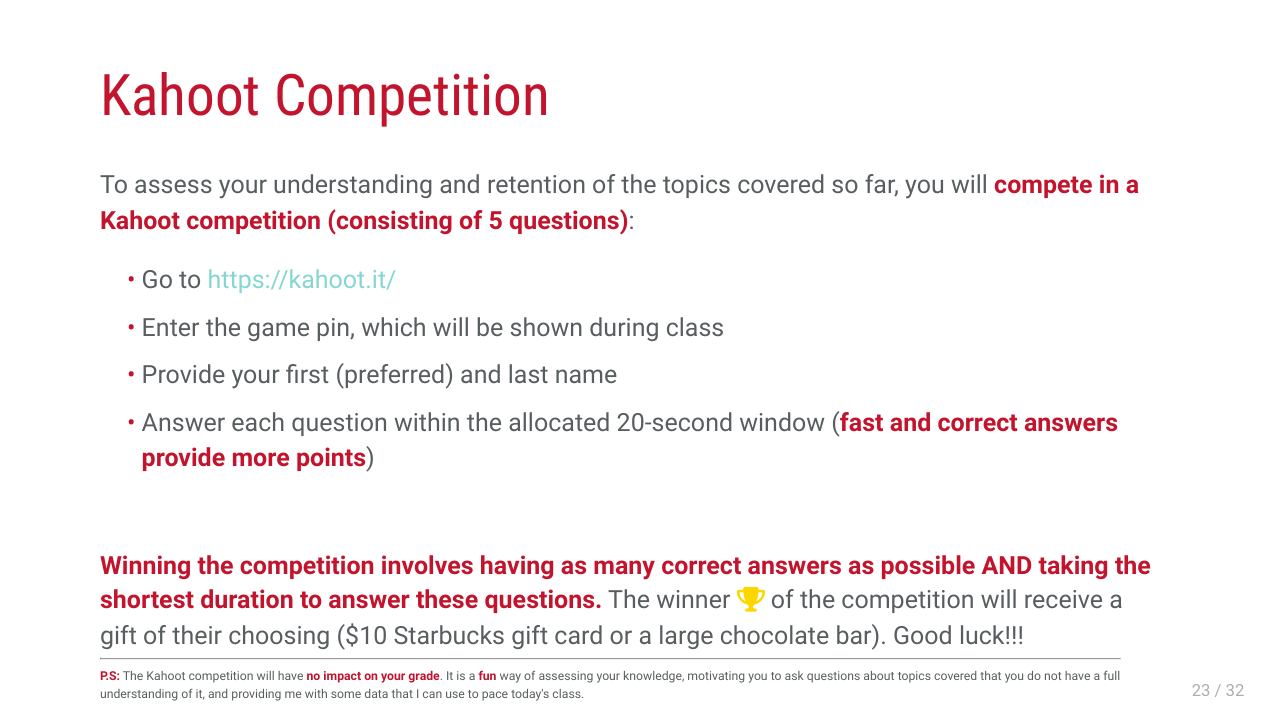 Kahoot Competition
To assess your understanding and retention of the topics covered so far, you will compete in a
Kahoot competition (consisting of 5 questions):
• Go to https://kahoot.it/
• Enter the game pin, which will be shown during class
• Provide your first (preferred) and last name
• Answer each question within the allocated 20-second window (fast and correct answers
provide more points)
Winning the competition involves having as many correct answers as possible AND taking the
shortest duration to answer these questions. The winner 🏆 of the competition will receive a
gift of their choosing ($10 Starbucks gift card or a large chocolate bar). Good luck!!!
P.S: The Kahoot competition will have no impact on your grade. It is a fun way of assessing your knowledge, motivating you to ask questions about topics covered that you do not have a full
understanding of it, and providing me with some data that I can use to pace today's class.
23 / 32